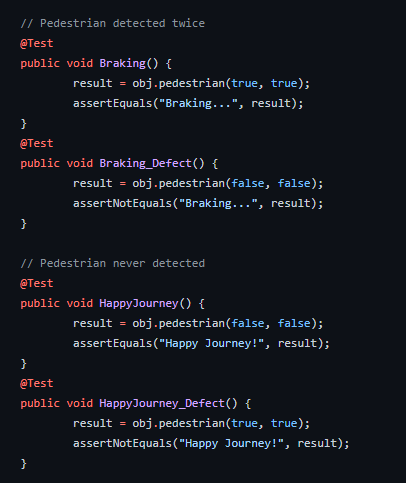 // Pedestrian detected twice
@Test
public void Braking() {
        result = obj.pedestrian(true, true);
        assertEquals("Braking...", result);
}
@Test
public void Braking_Defect() {
        result = obj.pedestrian(false, false);
        assertNotEquals("Braking...", result);
}

// Pedestrian never detected
@Test
public void HappyJourney() {
        result = obj.pedestrian(false, false);
        assertEquals("Happy Journey!", result);
}
@Test
public void HappyJourney_Defect() {
        result = obj.pedestrian(true, true);
        assertNotEquals("Happy Journey!", result);
}